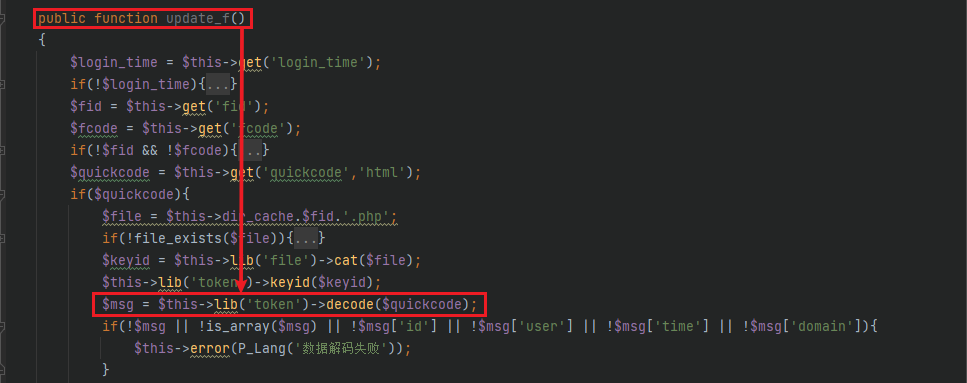 public function update_f()
{
$login_time = $this->get('login_time');
if(!$login_time){...}
$fid = $this->get('fid');
$fcode = $this->get('fcode');
if(!$fid && !$fcode){...}
$quickcode = $this->get('quickcode','html');
if($quickcode){
$file = $this->dir_cache.$fid.'.php';
if(!file_exists($file)){...}
$keyid = $this->lib('file')->cat($file);
$this->lib('token')->keyid($keyid);
$msg = $this->lib('token')->decode($quickcode);
if(!$msg || !is_array($msg) || !$msg['id'] || !$msg['user'] || !$msg['time'] || !$msg['domain']){
$this->error(P_Lang('数据解码失败'));
}